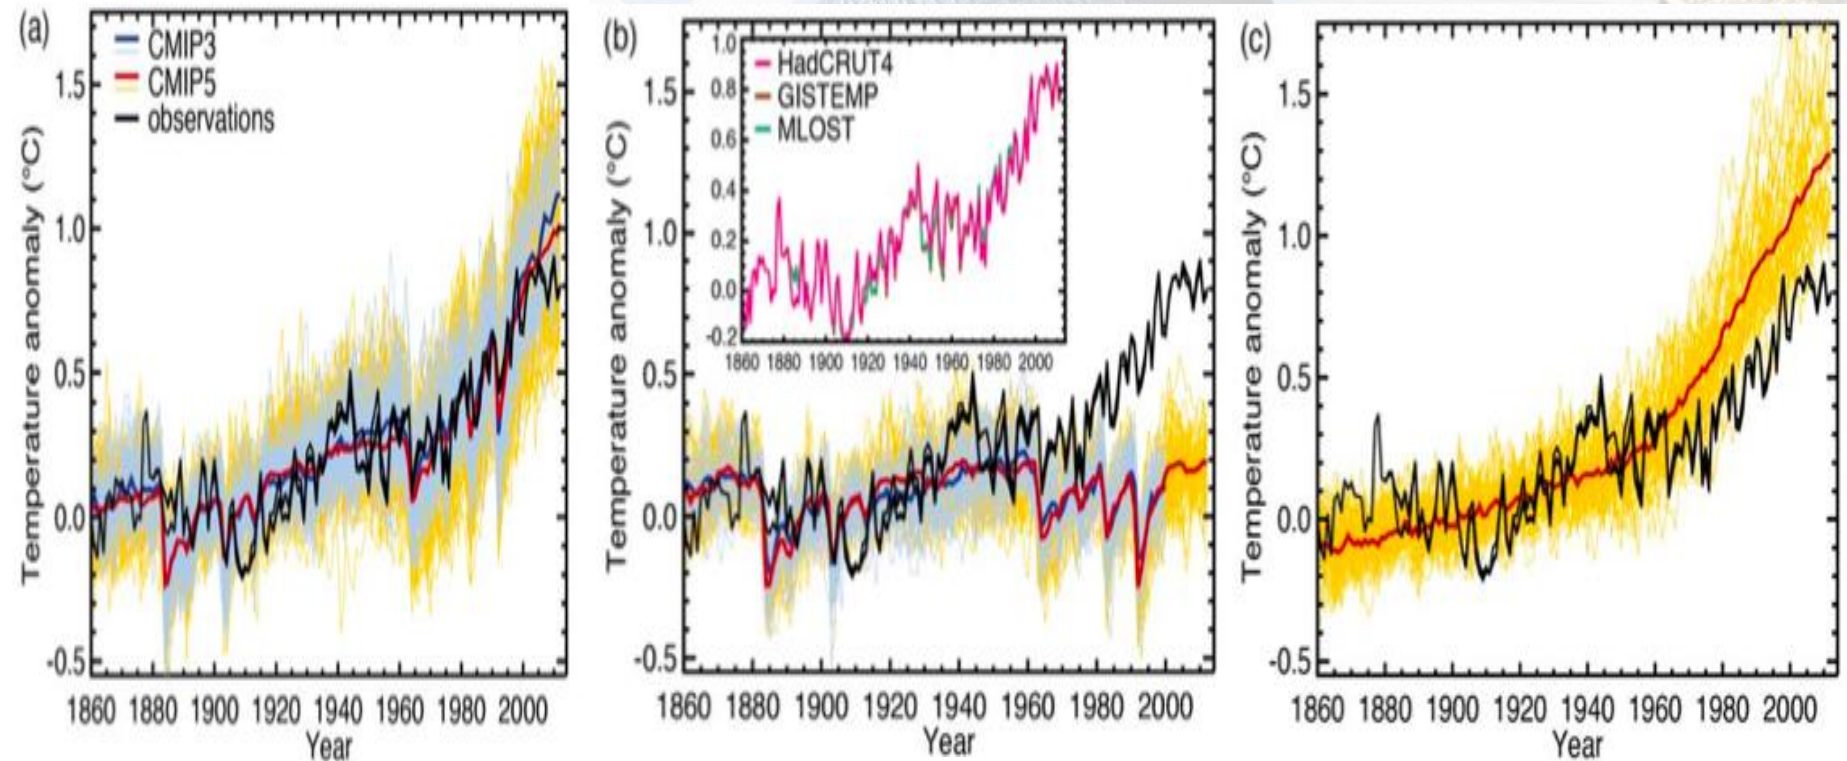 (a)
CMIP3
CMIP5
observations
Temperature anomaly (°C)
1.5
1.0
0.5
0.0
-0.5
1860 1880 1900 1920 1940 1960 1980 2000
Year
(b)
HadCRUT4
GISTEMP
MLOST
1.0
0.8
0.6
0.4
0.2
0.0
-0.2
1860 1880 1900 1920 1940 1960 1980 2000
Temperature anomaly (°C)
1.5
1.0
0.5
0.0
-0.5
1860 1880 1900 1920 1940 1960 1980 2000
Year
(c)
Temperature anomaly (°C)
1.5
1.0
0.5
0.0
-0.5
1860 1880 1900 1920 1940 1960 1980 2000
Year